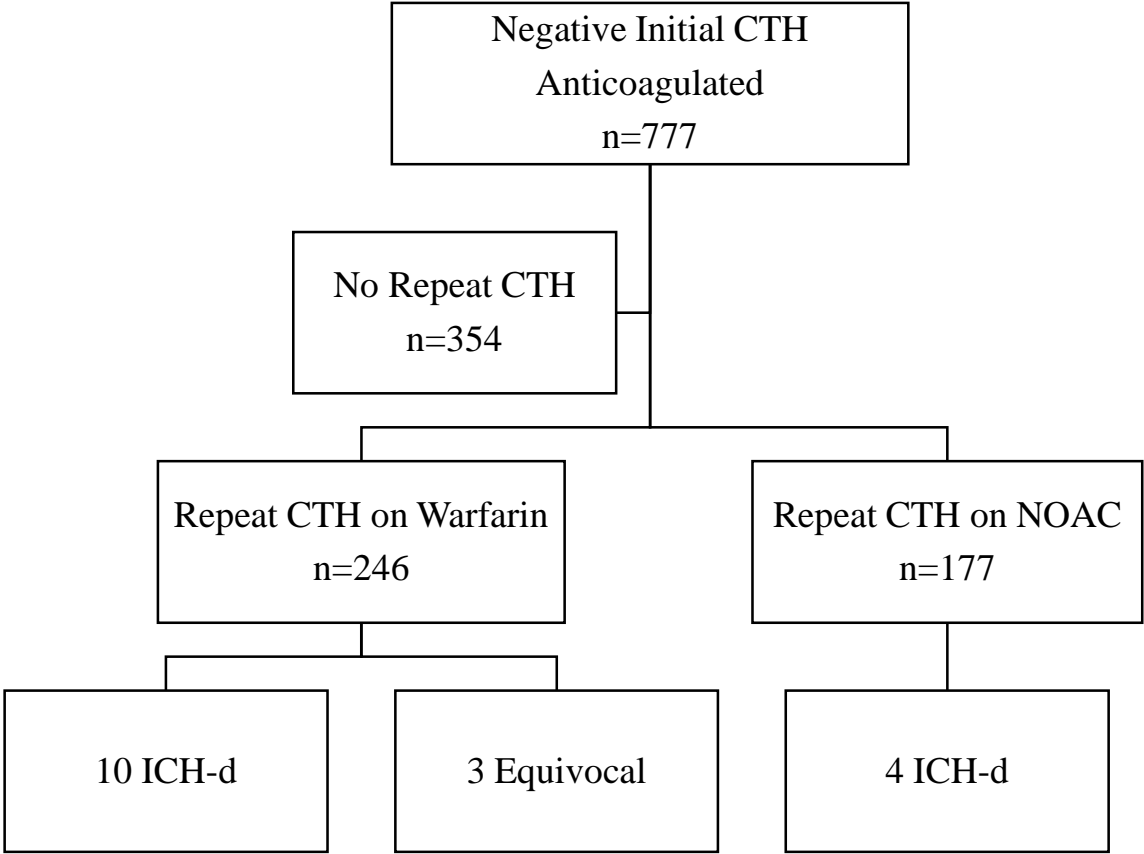 Negative Initial CTH
Anticoagulated
n=777
No Repeat CTH
n=354
Repeat CTH on Warfarin
n=246
Repeat CTH on NOAC
n=177
10 ICH-d
3 Equivocal
4 ICH-d